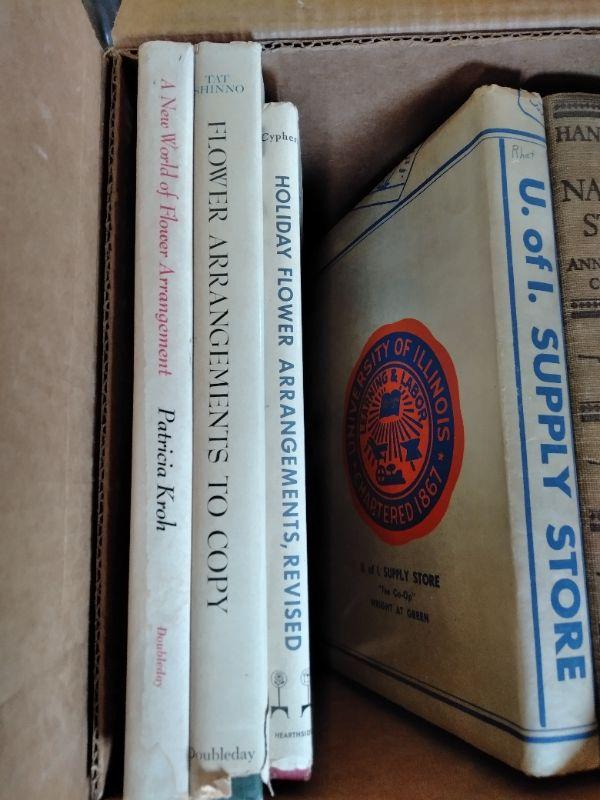 A New World of Flower Arrangement Patricia Kroh Doubleday
TAT
SHINNO
FLOWER ARRANGEMENTS TO COPY
Doubleday
Cypher
HOLIDAY FLOWER ARRANGEMENTS, REVISED
HEARTHSID
UNIVERSITY OF ILLINOIS
LEARNING & LABOR
CHARTERED 1867
U. of I. SUPPLY STORE
"The Co-Op"
WRIGHT AT GREEN
Rhet
U. of I. SUPPLY STORE
HAN
NA
ST
ANN
C